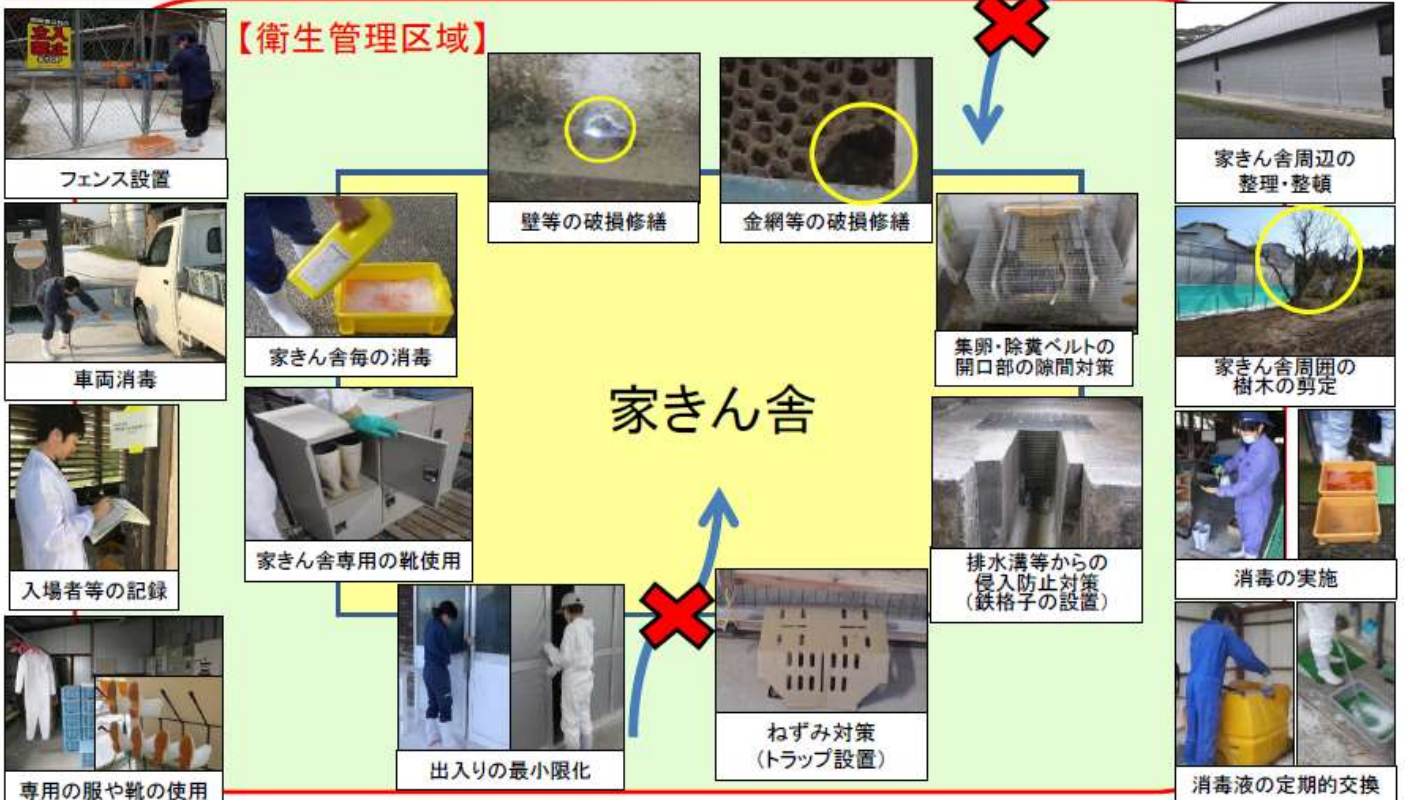 【衛生管理区域】
立入
禁止
フェンス設置
車両消毒
入場者等の記録
専用の服や靴の使用
家きん舎毎の消毒
家きん舎専用の靴使用
壁等の破損修繕
金網等の破損修繕
家きん舎
出入りの最小限化
ねずみ対策
(トラップ設置)
集卵・除糞ベルトの
開口部の隙間対策
排水溝等からの
侵入防止対策
(鉄格子の設置)
家きん舎周辺の
整理・整頓
家きん舎周囲の
樹木の剪定
消毒の実施
消毒液の定期的交換